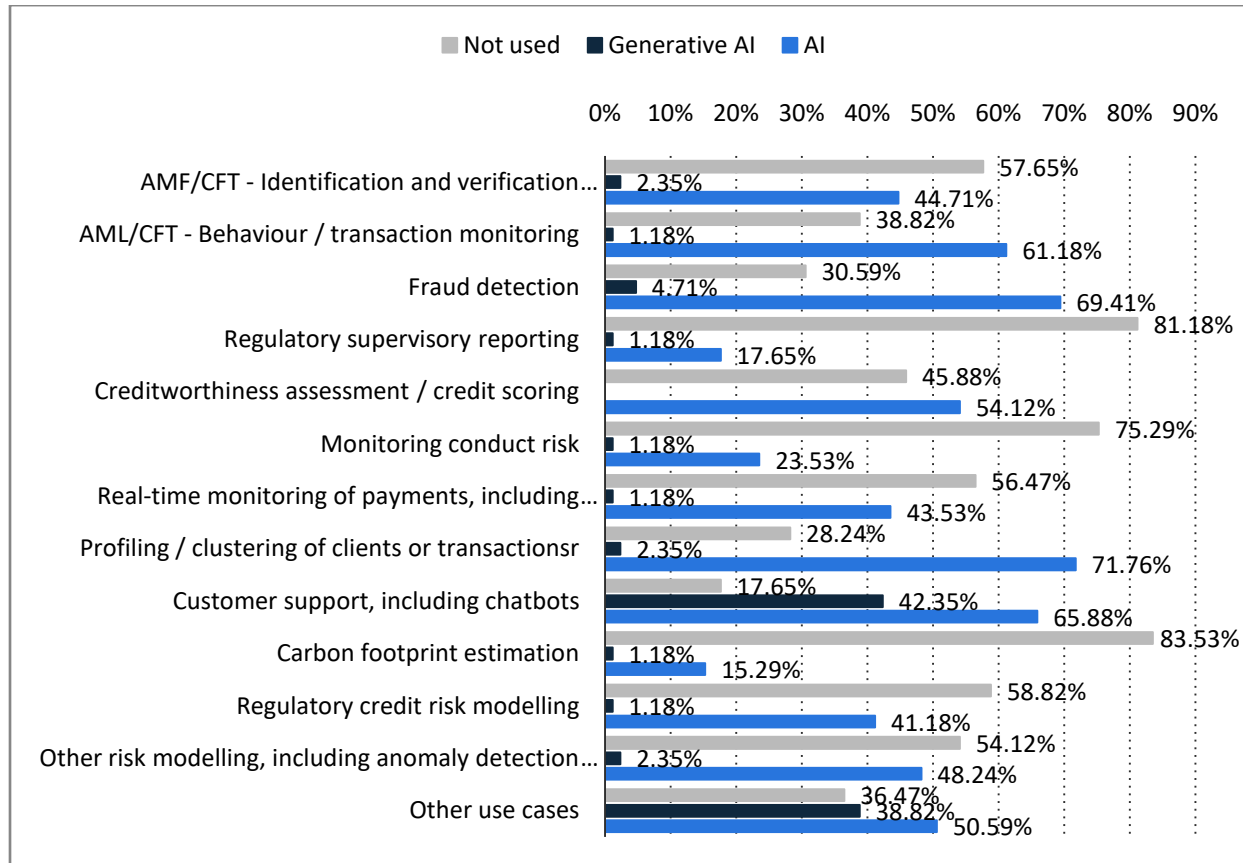 Not used Generative AI AI
0% 10% 20% 30% 40% 50% 60% 70% 80% 90%
57.65%
AMF/CFT - Identification and verification… 2.35%
44.71%
38.82%
AML/CFT - Behaviour / transaction monitoring 1.18%
61.18%
30.59%
Fraud detection 4.71%
69.41%
81.18%
Regulatory supervisory reporting 1.18%
17.65%
45.88%
Creditworthiness assessment / credit scoring
54.12%
75.29%
Monitoring conduct risk 1.18%
23.53%
56.47%
Real-time monitoring of payments, including… 1.18%
43.53%
28.24%
Profiling / clustering of clients or transactionsr 2.35%
71.76%
17.65%
Customer support, including chatbots 42.35%
65.88%
83.53%
Carbon footprint estimation 1.18%
15.29%
58.82%
Regulatory credit risk modelling 1.18%
41.18%
54.12%
Other risk modelling, including anomaly detection… 2.35%
48.24%
36.47%
Other use cases 38.82%
50.59%